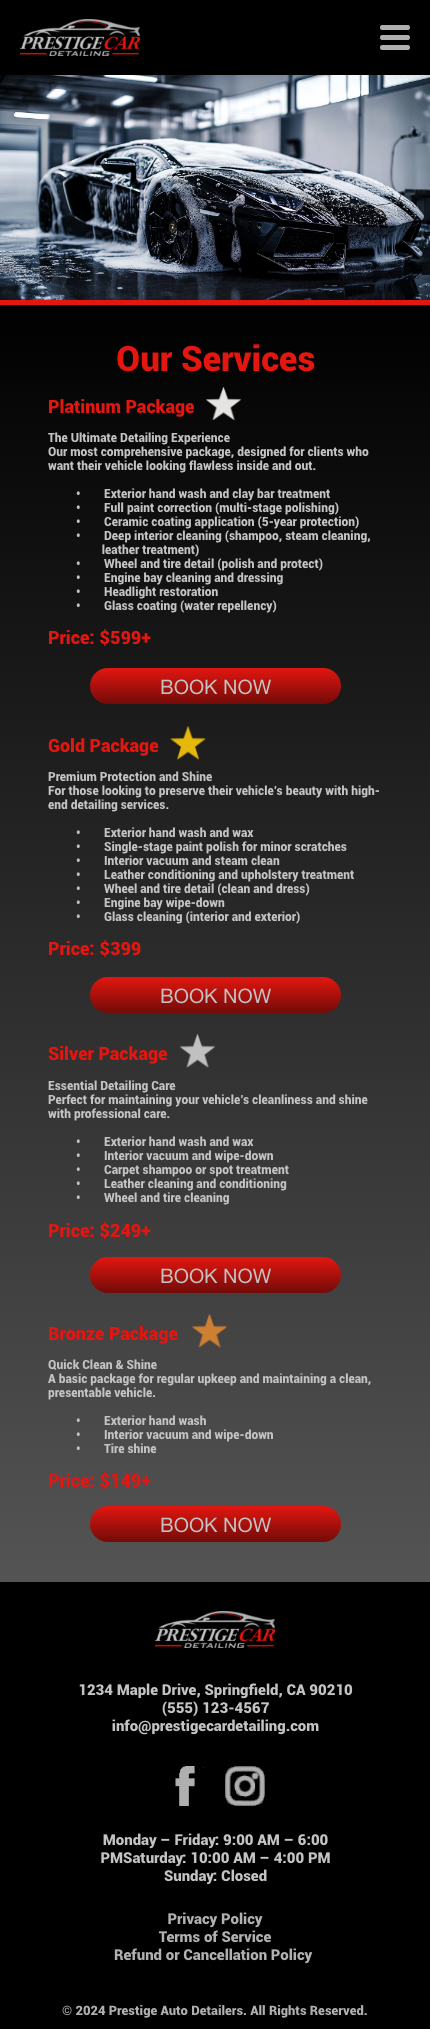 PRESTIGE CAR
DETAILING
Our Services
Platinum Package
The Ultimate Detailing Experience
Our most comprehensive package, designed for clients who
want their vehicle looking flawless inside and out.
• Exterior hand wash and clay bar treatment
• Full paint correction (multi-stage polishing)
• Ceramic coating application (5-year protection)
• Deep interior cleaning (shampoo, steam cleaning,
leather treatment)
• Wheel and tire detail (polish and protect)
• Engine bay cleaning and dressing
• Headlight restoration
• Glass coating (water repellency)
Price: $599+
BOOK NOW
Gold Package
Premium Protection and Shine
For those looking to preserve their vehicle's beauty with high-
end detailing services.
• Exterior hand wash and wax
• Single-stage paint polish for minor scratches
• Interior vacuum and steam clean
• Leather conditioning and upholstery treatment
• Wheel and tire detail (clean and dress)
• Engine bay wipe-down
• Glass cleaning (interior and exterior)
Price: $399
BOOK NOW
Silver Package
Essential Detailing Care
Perfect for maintaining your vehicle's cleanliness and shine
with professional care.
• Exterior hand wash and wax
• Interior vacuum and wipe-down
• Carpet shampoo or spot treatment
• Leather cleaning and conditioning
• Wheel and tire cleaning
Price: $249+
BOOK NOW
Bronze Package
Quick Clean & Shine
A basic package for regular upkeep and maintaining a clean,
presentable vehicle.
• Exterior hand wash
• Interior vacuum and wipe-down
• Tire shine
Price: $149+
BOOK NOW
PRESTIGE CAR
DETAILING
1234 Maple Drive, Springfield, CA 90210
(555) 123-4567
info@prestigecardetailing.com
Monday – Friday: 9:00 AM – 6:00
PMSaturday: 10:00 AM – 4:00 PM
Sunday: Closed
Privacy Policy
Terms of Service
Refund or Cancellation Policy
© 2024 Prestige Auto Detailers. All Rights Reserved.